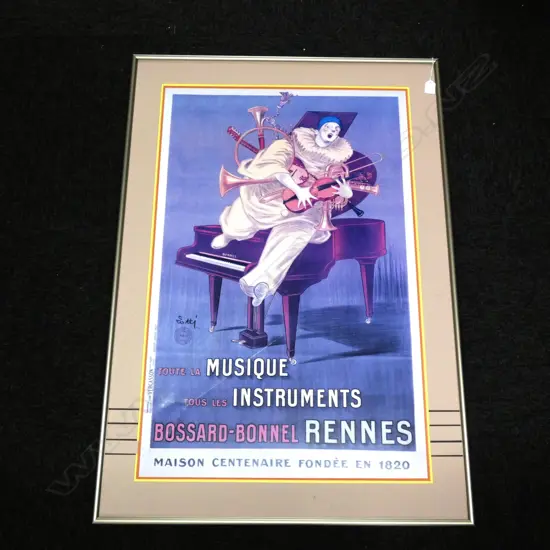 TOUTE LA MUSIQUE
TOUS LES INSTRUMENTS
BOSSARD-BONNEL RENNES
MAISON CENTENAIRE FONDÉE EN 1820